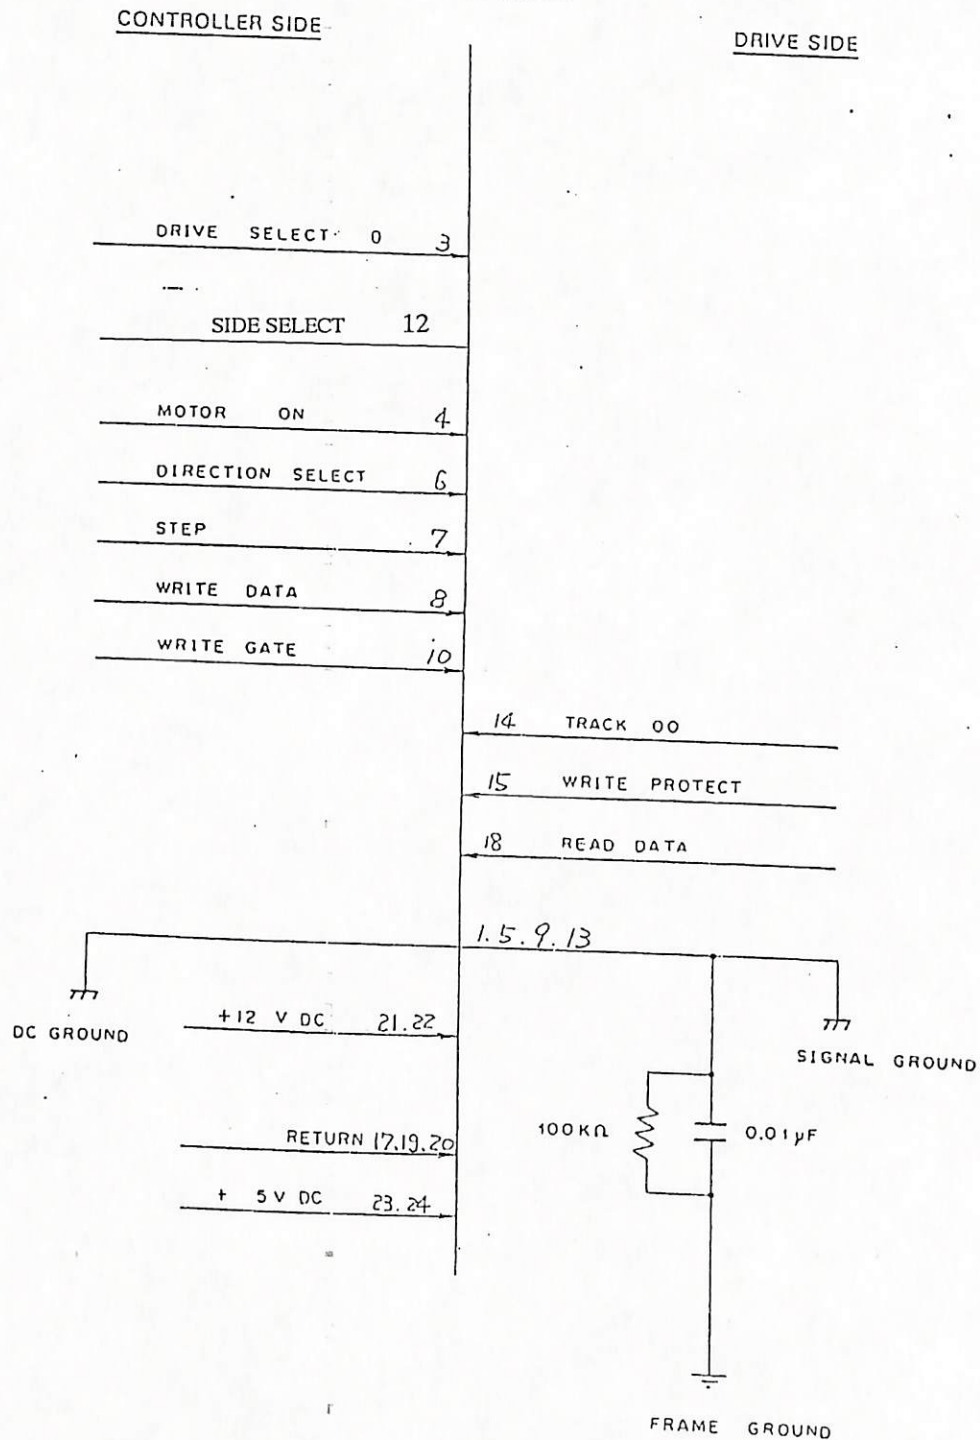 CONTROLLER SIDE
DRIVE SIDE
DRIVE SELECT 0 3
SIDE SELECT 12
MOTOR ON 4
DIRECTION SELECT 6
STEP 7
WRITE DATA 8
WRITE GATE 10
14 TRACK 00
15 WRITE PROTECT
18 READ DATA
1.5.9.13
DC GROUND
+12 V DC 21.22
SIGNAL GROUND
100KΩ
0.01µF
RETURN 17.19.20
+ 5V DC 23.24
FRAME GROUND